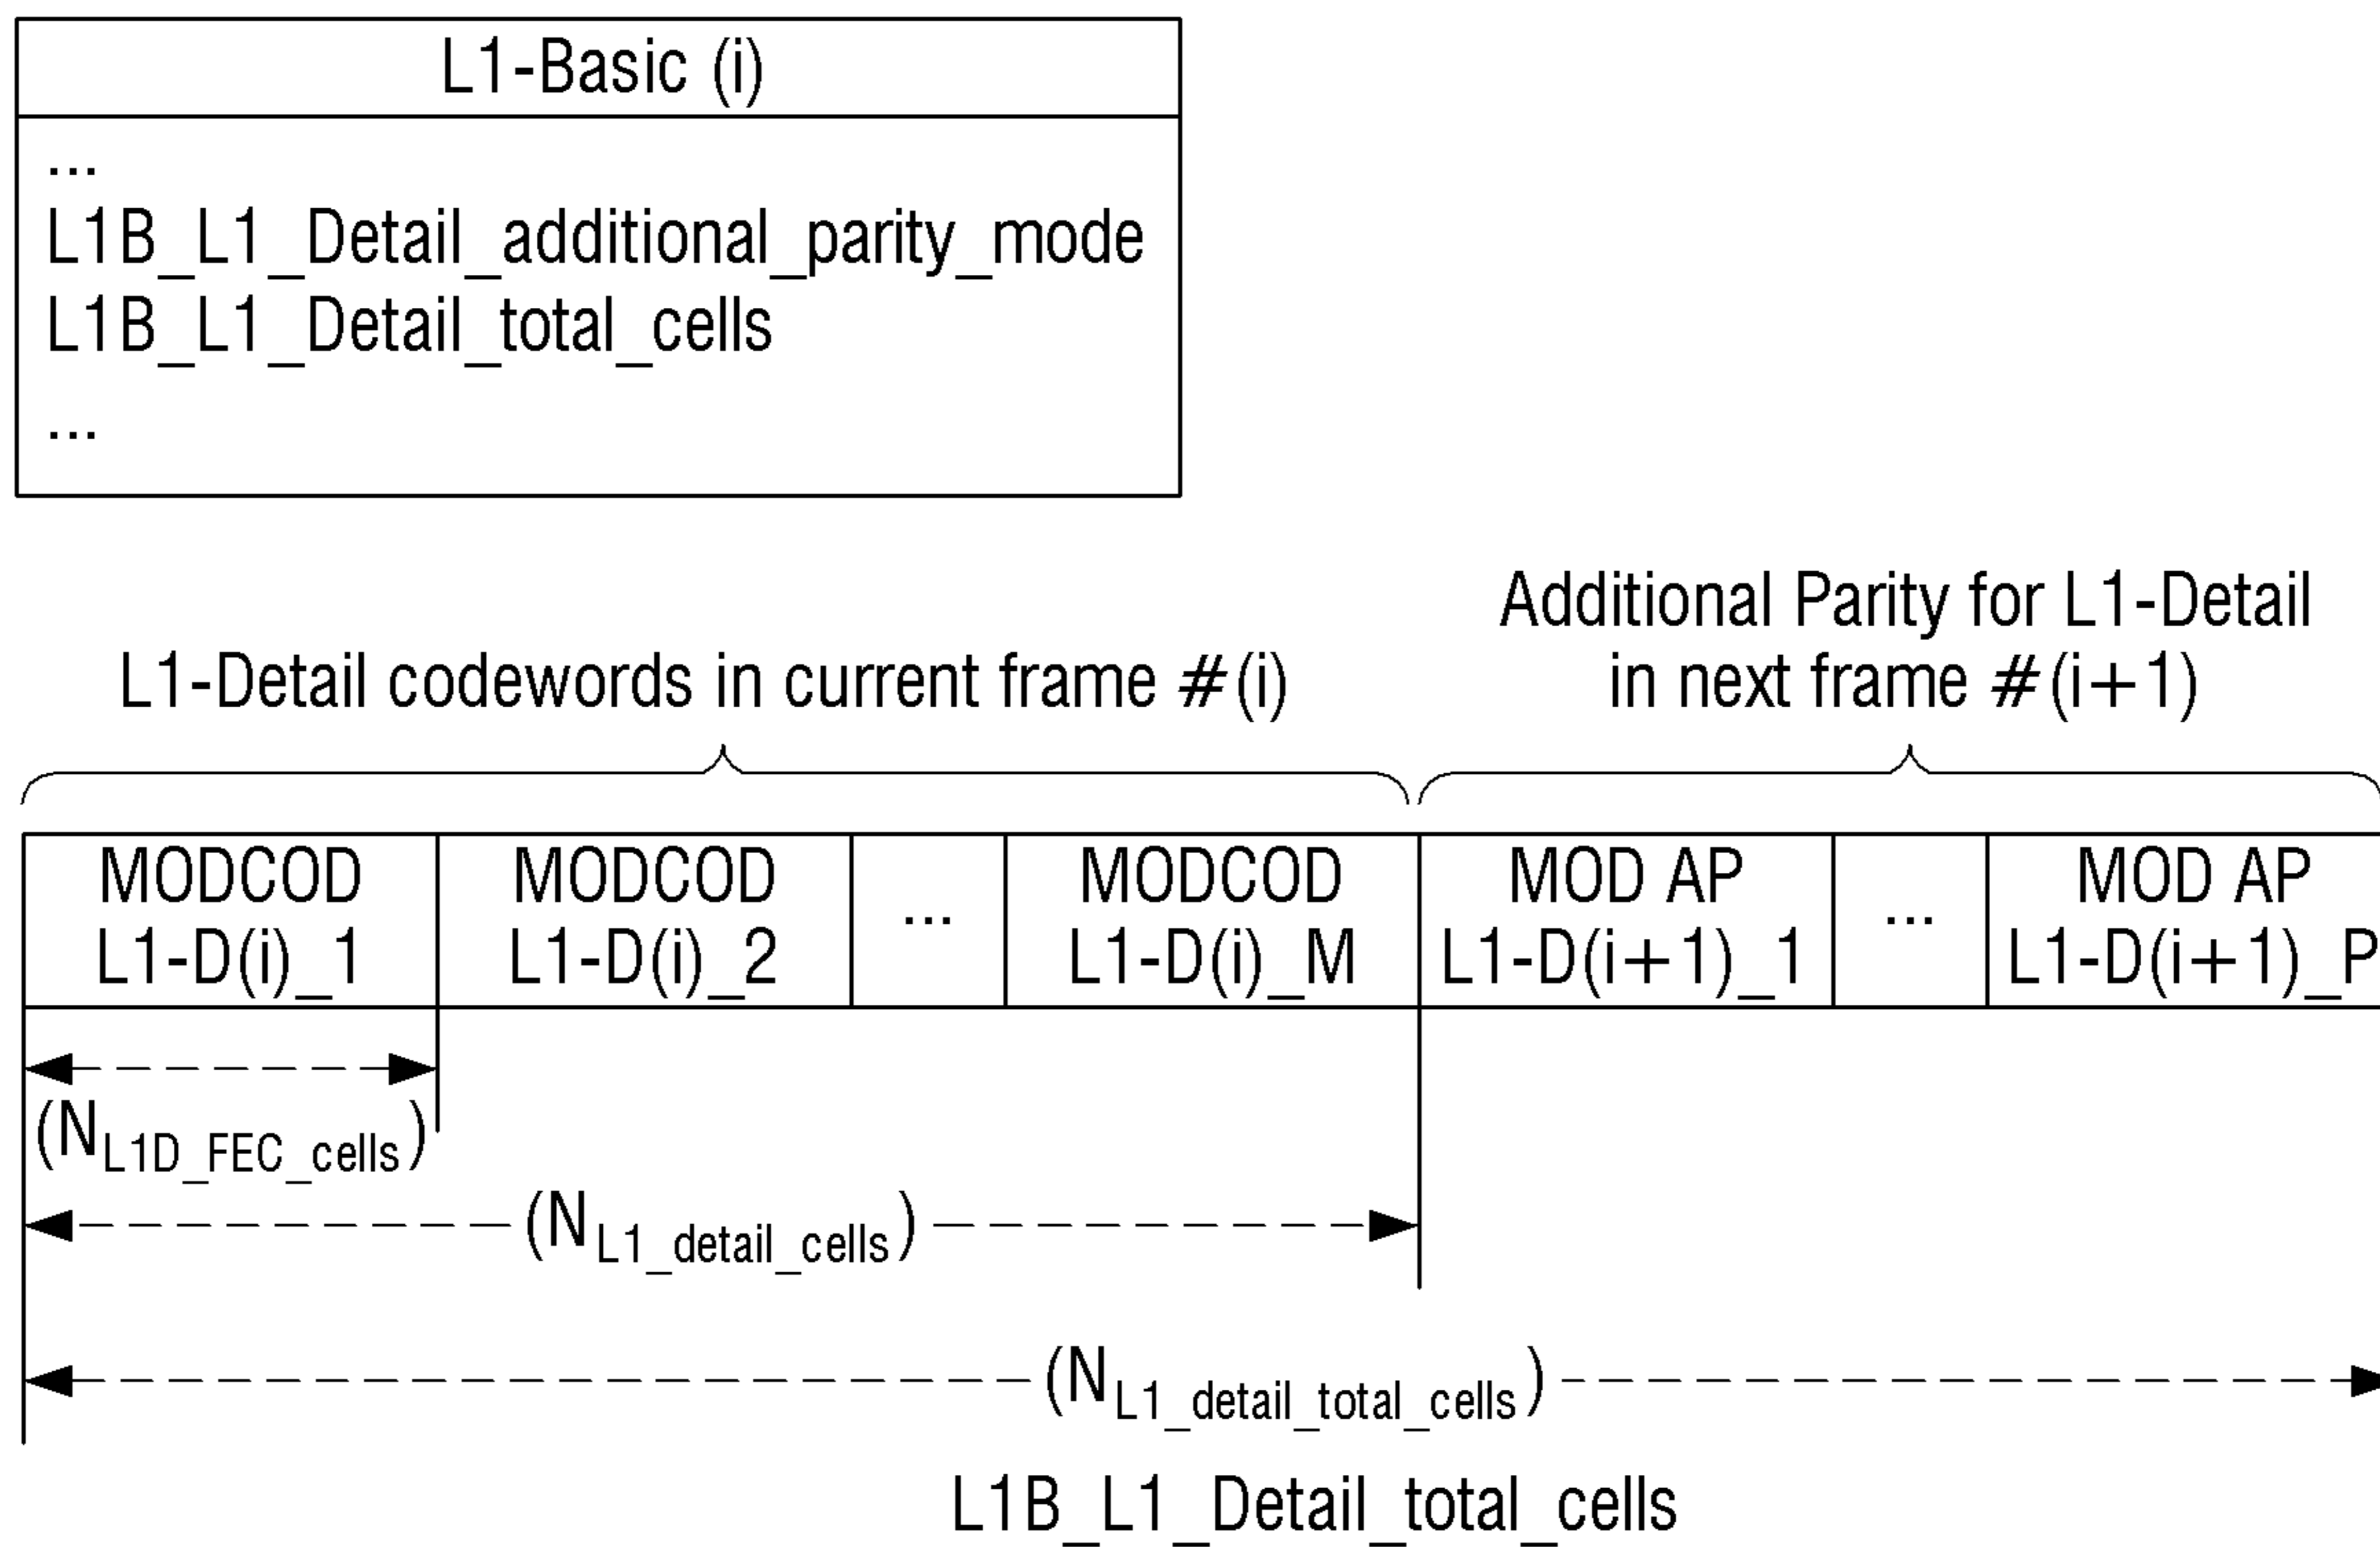 L1-Basic (i)
...
L1B_L1_Detail_additional_parity_mode
L1B_L1_Detail_total_cells
...
Additional Parity for L1-Detail
in next frame #(i+1)
L1-Detail codewords in current frame #(i)
MODCOD
L1-D(i)_1
MODCOD
L1-D(i)_2
...
MODCOD
L1-D(i)_M
MOD AP
L1-D(i+1)_1
...
MOD AP
L1-D(i+1)_P
(NL1D_FEC_cells)
(NL1_detail_cells)
(NL1_detail_total_cells)
L1B_L1_Detail_total_cells